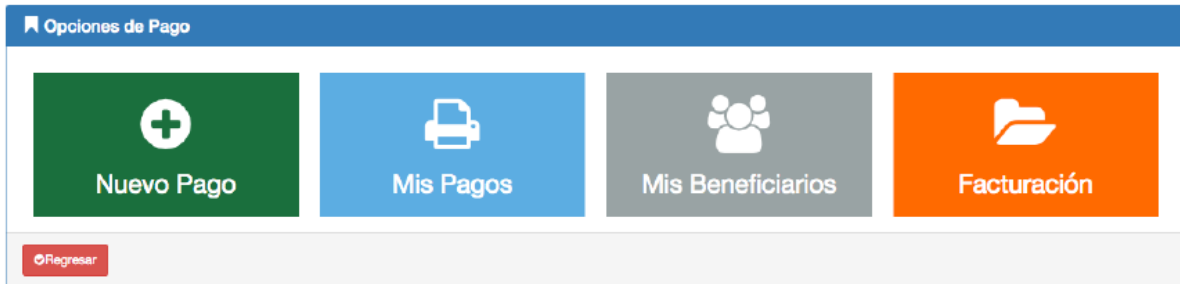 Opciones de Pago
Nuevo Pago
Mis Pagos
Mis Beneficiarios
Facturación
Regresar